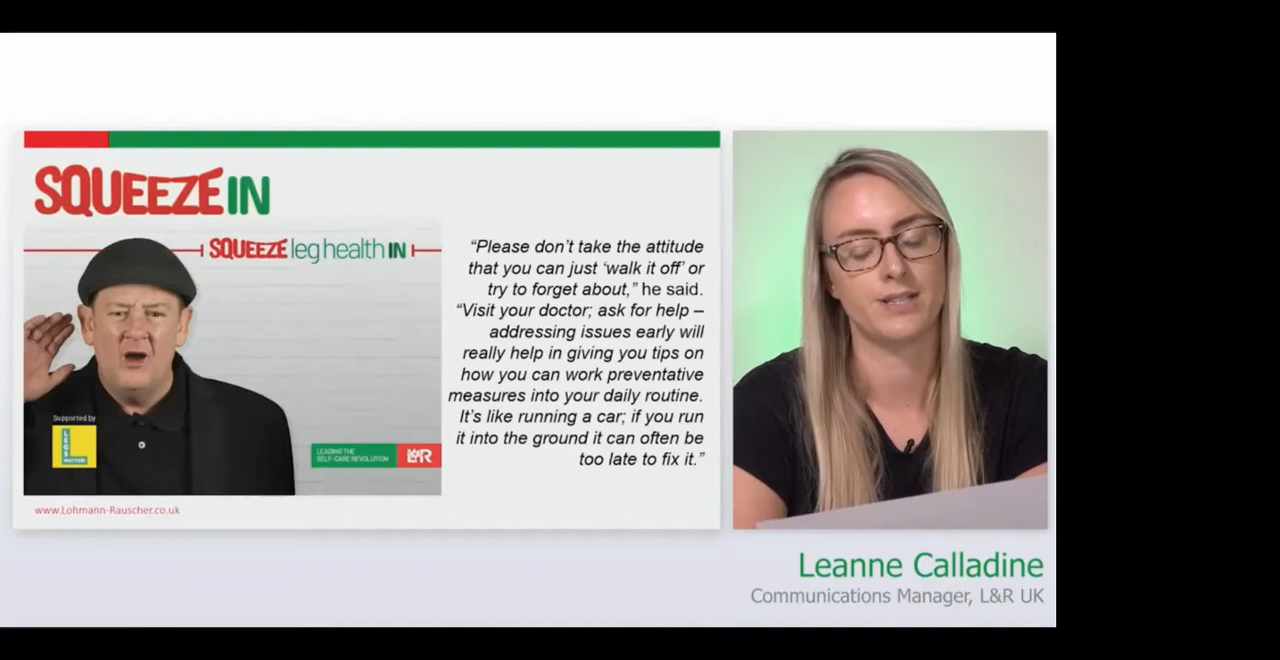 SQUEEZE IN
SQUEEZE leg health IN
Supported by
LEGS
MATTER!
LEADING THE
SELF-CARE REVOLUTION
L&R
“Please don’t take the attitude
that you can just ‘walk it off’ or
try to forget about,” he said.
“Visit your doctor; ask for help –
addressing issues early will
really help in giving you tips on
how you can work preventative
measures into your daily routine.
It’s like running a car; if you run
it into the ground it can often be
too late to fix it.”
www.Lohmann-Rauscher.co.uk
Leanne Calladine
Communications Manager, L&R UK